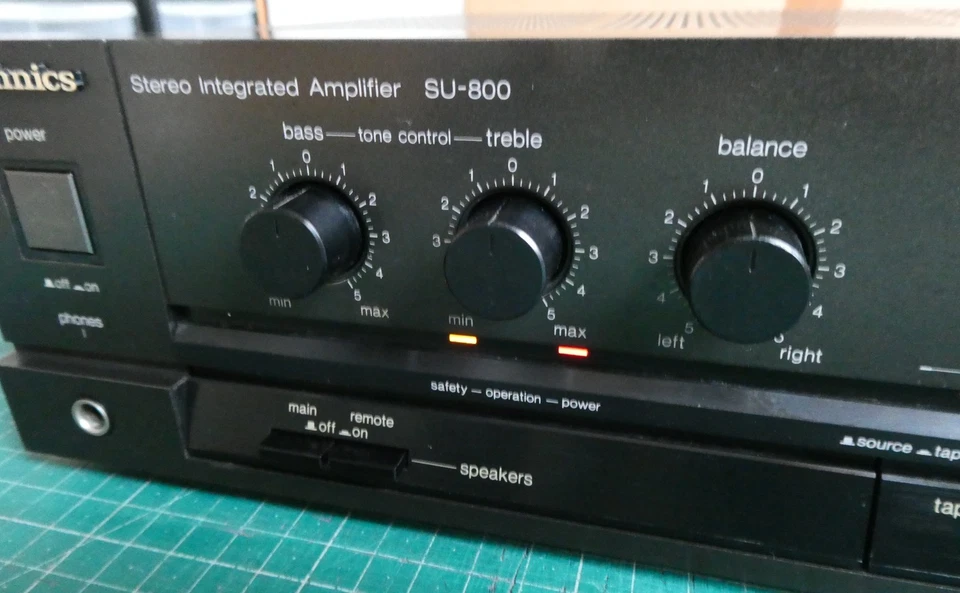 nnics
Stereo Integrated Amplifier SU-800
power
bass — tone control — treble
balance
2 1 0 1 2 3 4 5
3 2 1 0 1 2 3 4 5
5 4 3 2 1 0 1 2 3 4 5
min max
min max
left right
off on
phones
safety — operation — power
main remote
off on
speakers
source tap
tap